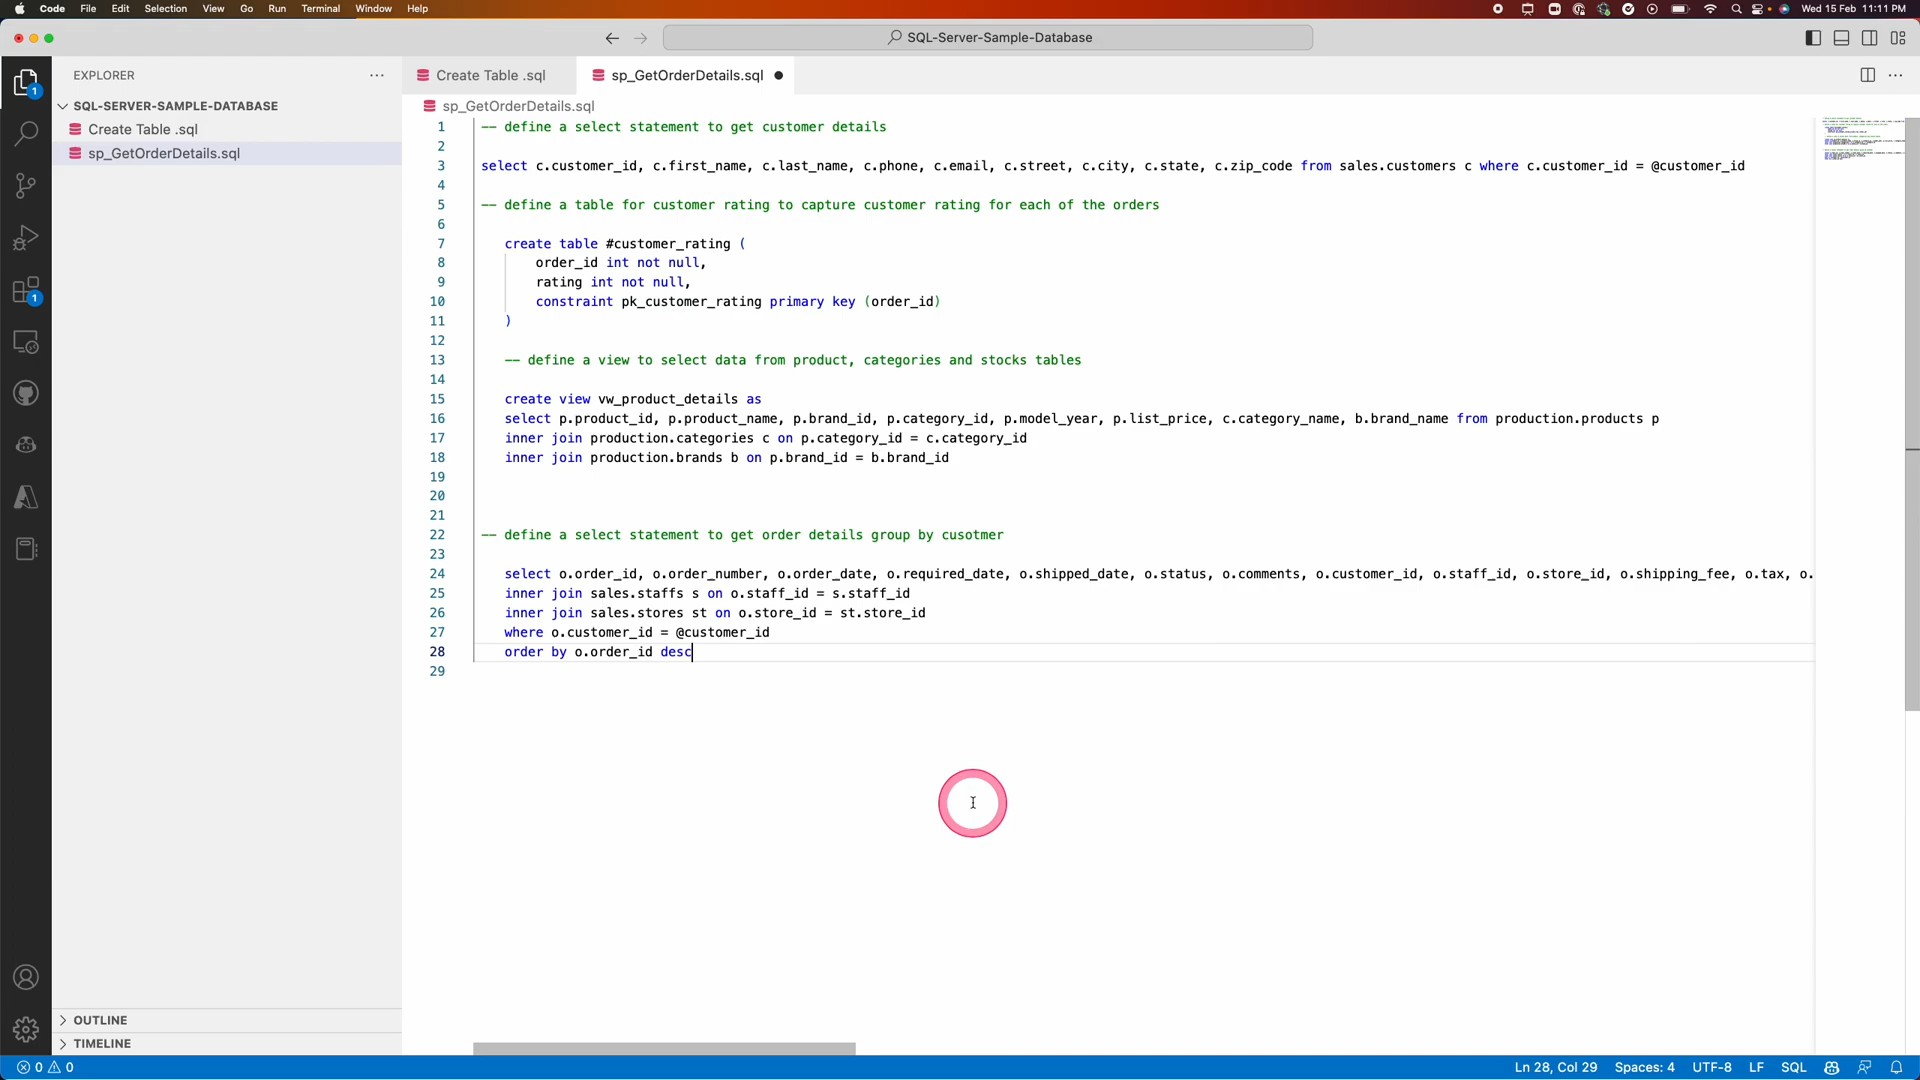 Code File Edit Selection View Go Run Terminal Window Help Wed 15 Feb 11:11 PM
SQL-Server-Sample-Database
EXPLORER
SQL-SERVER-SAMPLE-DATABASE
Create Table .sql
sp_GetOrderDetails.sql
1
1
OUTLINE
TIMELINE
Create Table .sql sp_GetOrderDetails.sql
sp_GetOrderDetails.sql
1 -- define a select statement to get customer details
2
3 select c.customer_id, c.first_name, c.last_name, c.phone, c.email, c.street, c.city, c.state, c.zip_code from sales.customers c where c.customer_id = @customer_id
4
5 -- define a table for customer rating to capture customer rating for each of the orders
6
7 create table #customer_rating (
8 order_id int not null,
9 rating int not null,
10 constraint pk_customer_rating primary key (order_id)
11 )
12
13 -- define a view to select data from product, categories and stocks tables
14
15 create view vw_product_details as
16 select p.product_id, p.product_name, p.brand_id, p.category_id, p.model_year, p.list_price, c.category_name, b.brand_name from production.products p
17 inner join production.categories c on p.category_id = c.category_id
18 inner join production.brands b on p.brand_id = b.brand_id
19
20
21
22 -- define a select statement to get order details group by cusotmer
23
24 select o.order_id, o.order_number, o.order_date, o.required_date, o.shipped_date, o.status, o.comments, o.customer_id, o.staff_id, o.store_id, o.shipping_fee, o.tax, o.
25 inner join sales.staffs s on o.staff_id = s.staff_id
26 inner join sales.stores st on o.store_id = st.store_id
27 where o.customer_id = @customer_id
28 order by o.order_id desc
29
0 0 Ln 28, Col 29 Spaces: 4 UTF-8 LF SQL